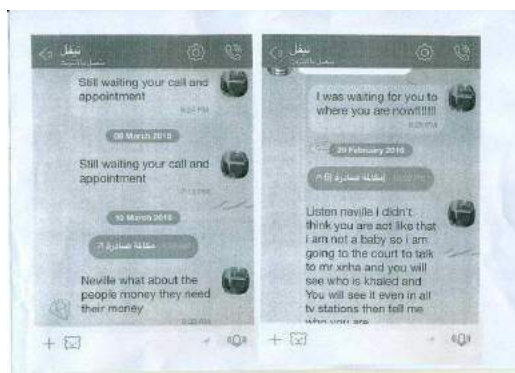 نيفل
Still waiting your call and
appointment
08 March 2016
Still waiting your call and
appointment
10 March 2016
مكالمة صادرة
Neville what about the
people money they need
their money
نيفل
I was waiting for you to
where you are now!!!!!!!
29 February 2016
مكالمة صادرة
Listen neville I didn't
think you are act like that
i am not a baby so i am
going to the court to talk
to mr xnha and you will
see who is khaled and
You will see it even in all
tv stations then tell me
who you are